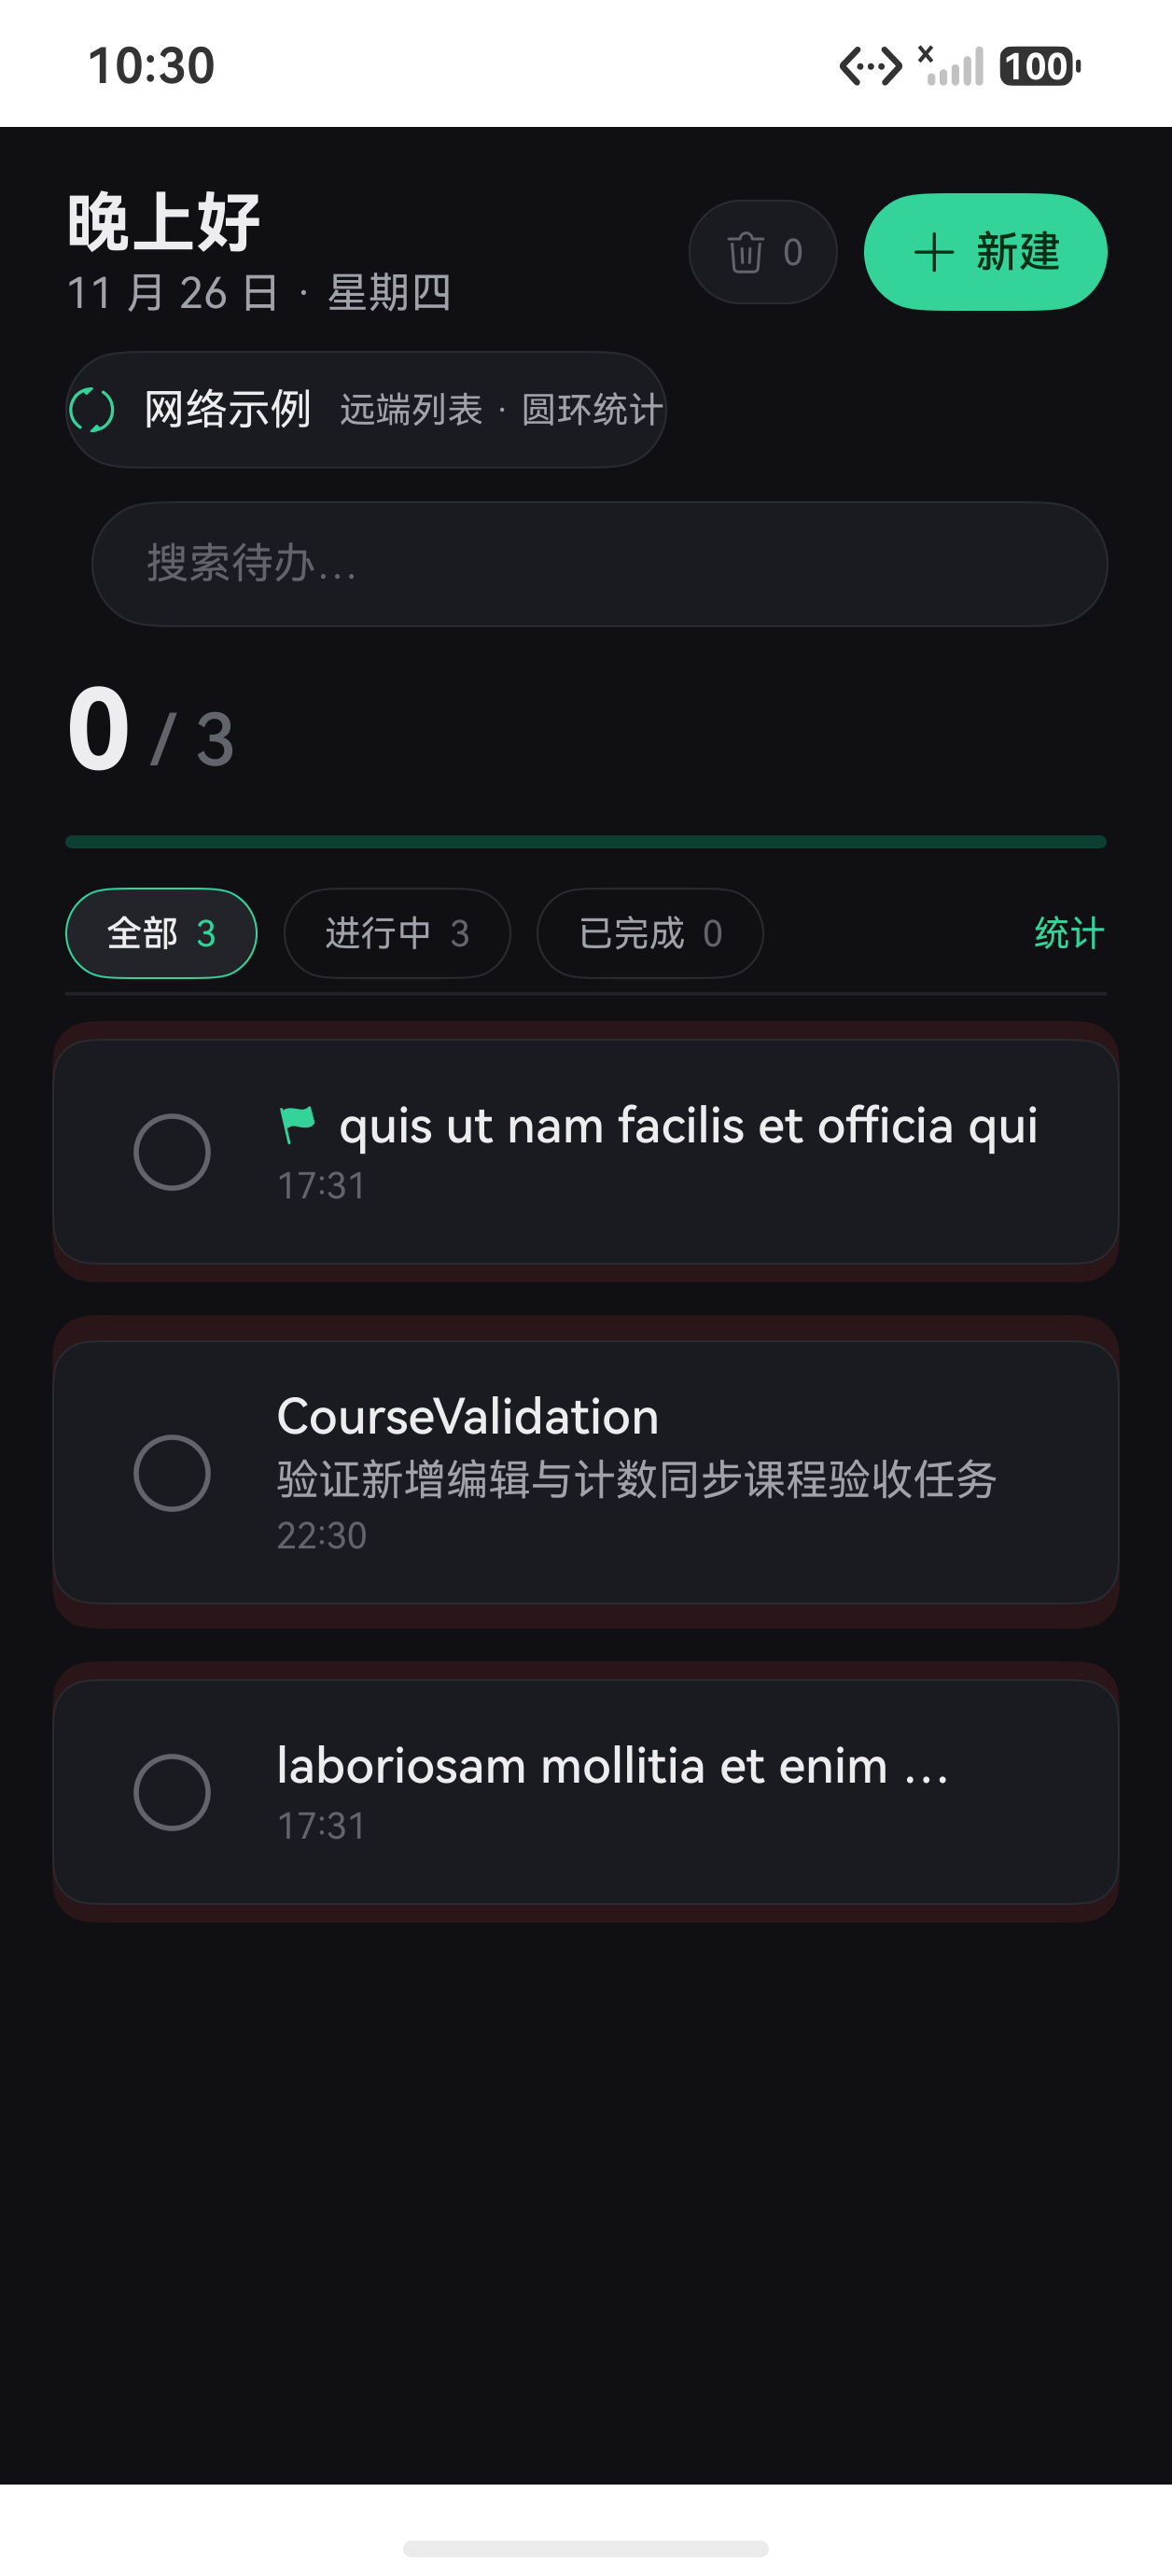 10:30
100
晚上好
11 月 26 日 · 星期四
0
新建
网络示例 远端列表 · 圆环统计
搜索待办...
0 / 3
全部 3 进行中 3 已完成 0 统计
quis ut nam facilis et officia qui
17:31
CourseValidation
验证新增编辑与计数同步课程验收任务
22:30
laboriosam mollitia et enim ...
17:31